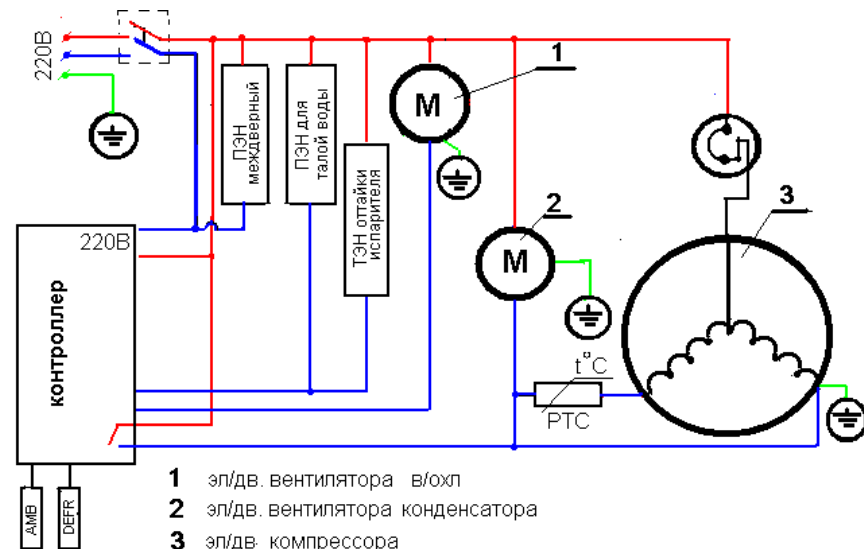 220В
ПЭН
междверный
ПЭН для
талой воды
ТЭН оттайки
испарителя
М
1
М
2
3
220В
контроллер
t°C
РТС
AMB
DEFR
1 эл/дв. вентилятора в/охл
2 эл/дв. вентилятора конденсатора
3 эл/дв. компрессора